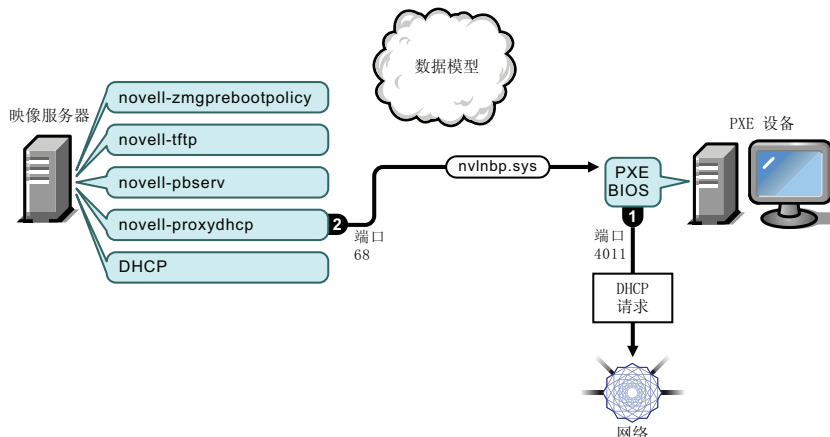 数据模型
映像服务器
novell-zmgprebootpolicy
novell-tftp
novell-pbserv
novell-proxydhcp
DHCP
2
端口
68
nvlnbp.sys
PXE
BIOS
1
端口
4011
PXE 设备
DHCP
请求
网络